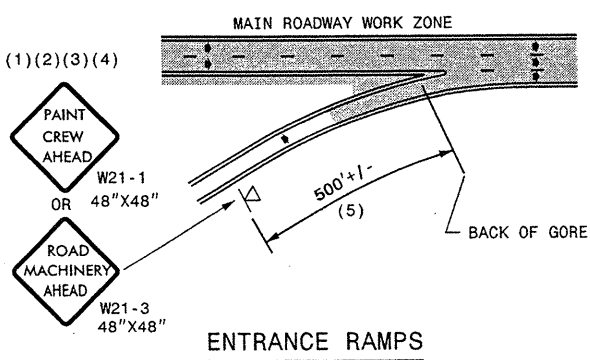 MAIN ROADWAY WORK ZONE
(1)(2)(3)(4)
PAINT
CREW
AHEAD
W21-1
48"X48"
OR
ROAD
MACHINERY
AHEAD
W21-3
48"X48"
500'+/-
(5)
BACK OF GORE
ENTRANCE RAMPS